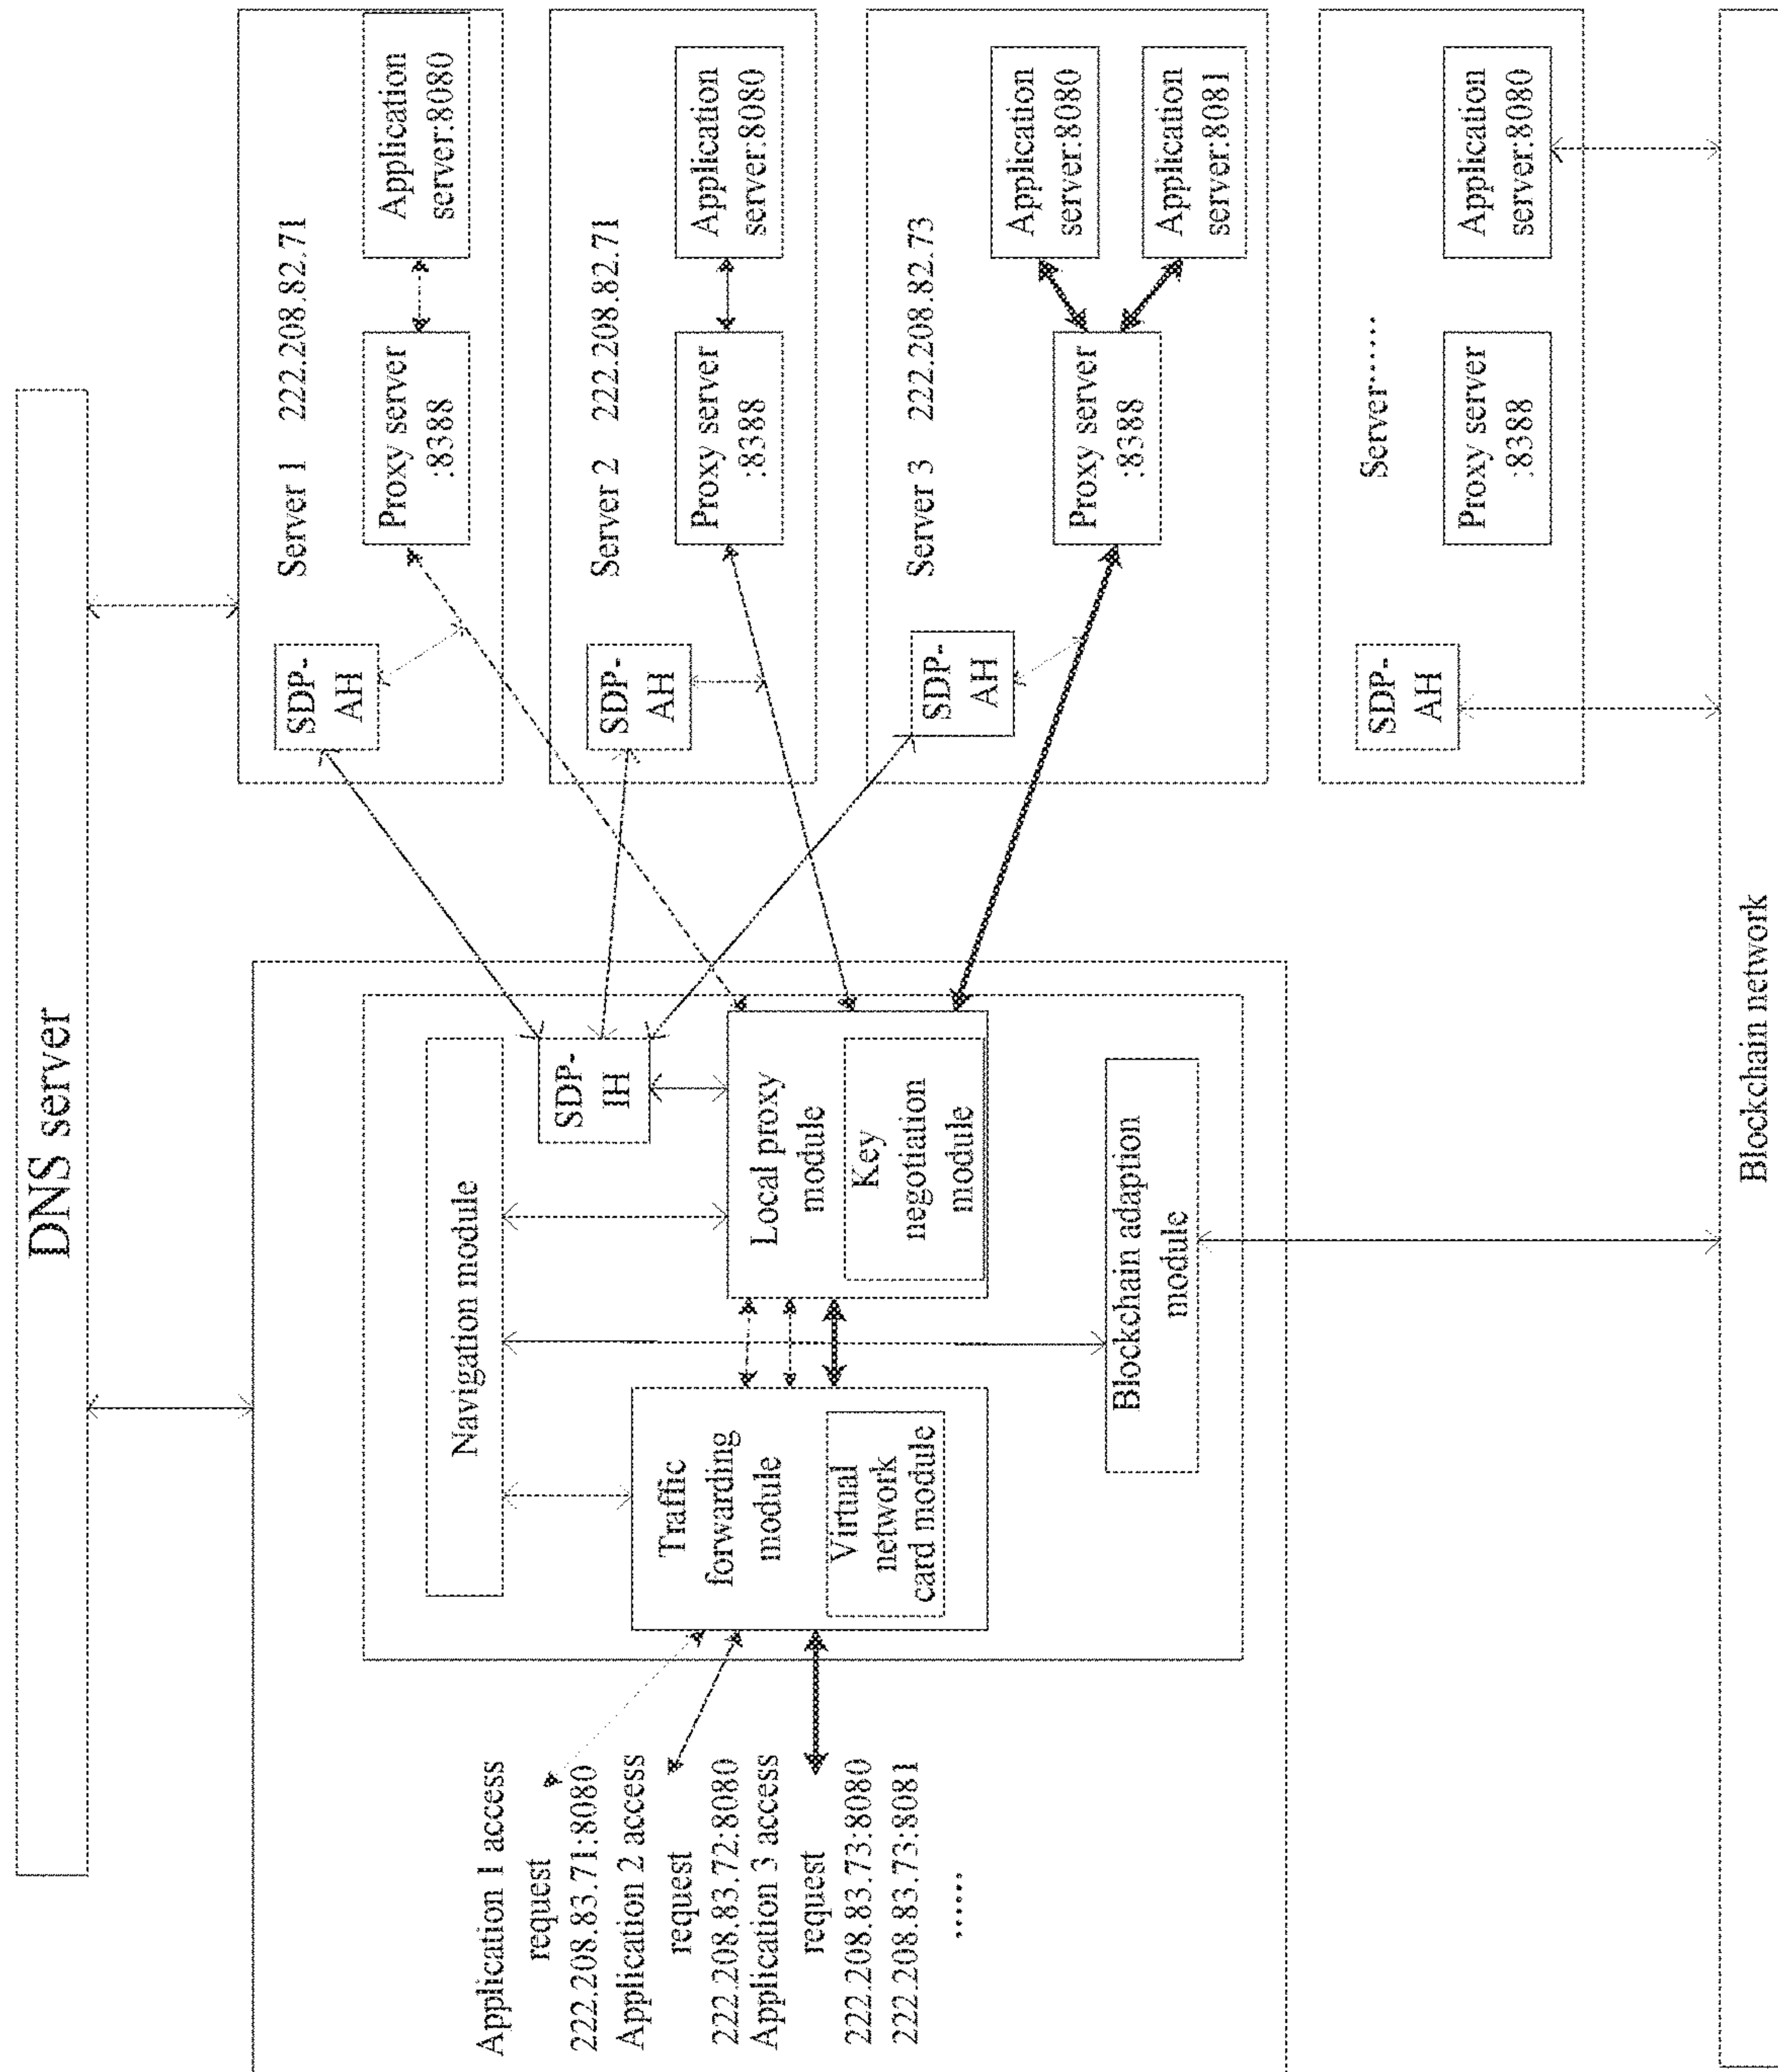 DNS server
Navigation module
SDP-
IH
Traffic
forwarding
module
Virtual
network
card module
Local proxy
module
Key
negotiation
module
Blockchain adaption
module
Application 1 access
request
222.208.83.71:8080
Application 2 access
request
222.208.83.72:8080
Application 3 access
request
222.208.83.73:8080
222.208.83.73:8081
......
Server 1 222.208.82.71
SDP-
AH
Proxy server
:8388
Application
server:8080
Server 2 222.208.82.71
SDP-
AH
Proxy server
:8388
Application
server:8080
Server 3 222.208.82.73
SDP-
AH
Proxy server
:8388
Application
server:8080
Application
server:8081
Server......
SDP-
AH
Proxy server
:8388
Application
server:8080
Blockchain network